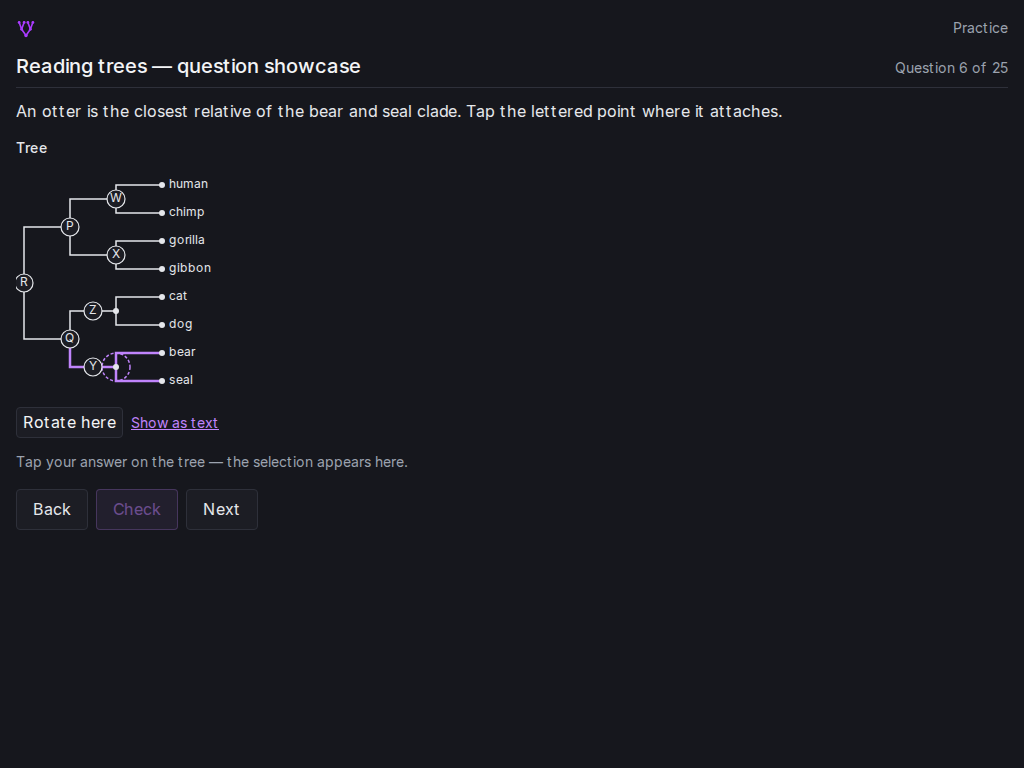 Practice
Reading trees — question showcase
Question 6 of 25
An otter is the closest relative of the bear and seal clade. Tap the lettered point where it attaches.
Tree
human
W
chimp
P
gorilla
X
gibbon
R
cat
Z
dog
Q
bear
Y
seal
Rotate here
Show as text
Tap your answer on the tree — the selection appears here.
Back
Check
Next